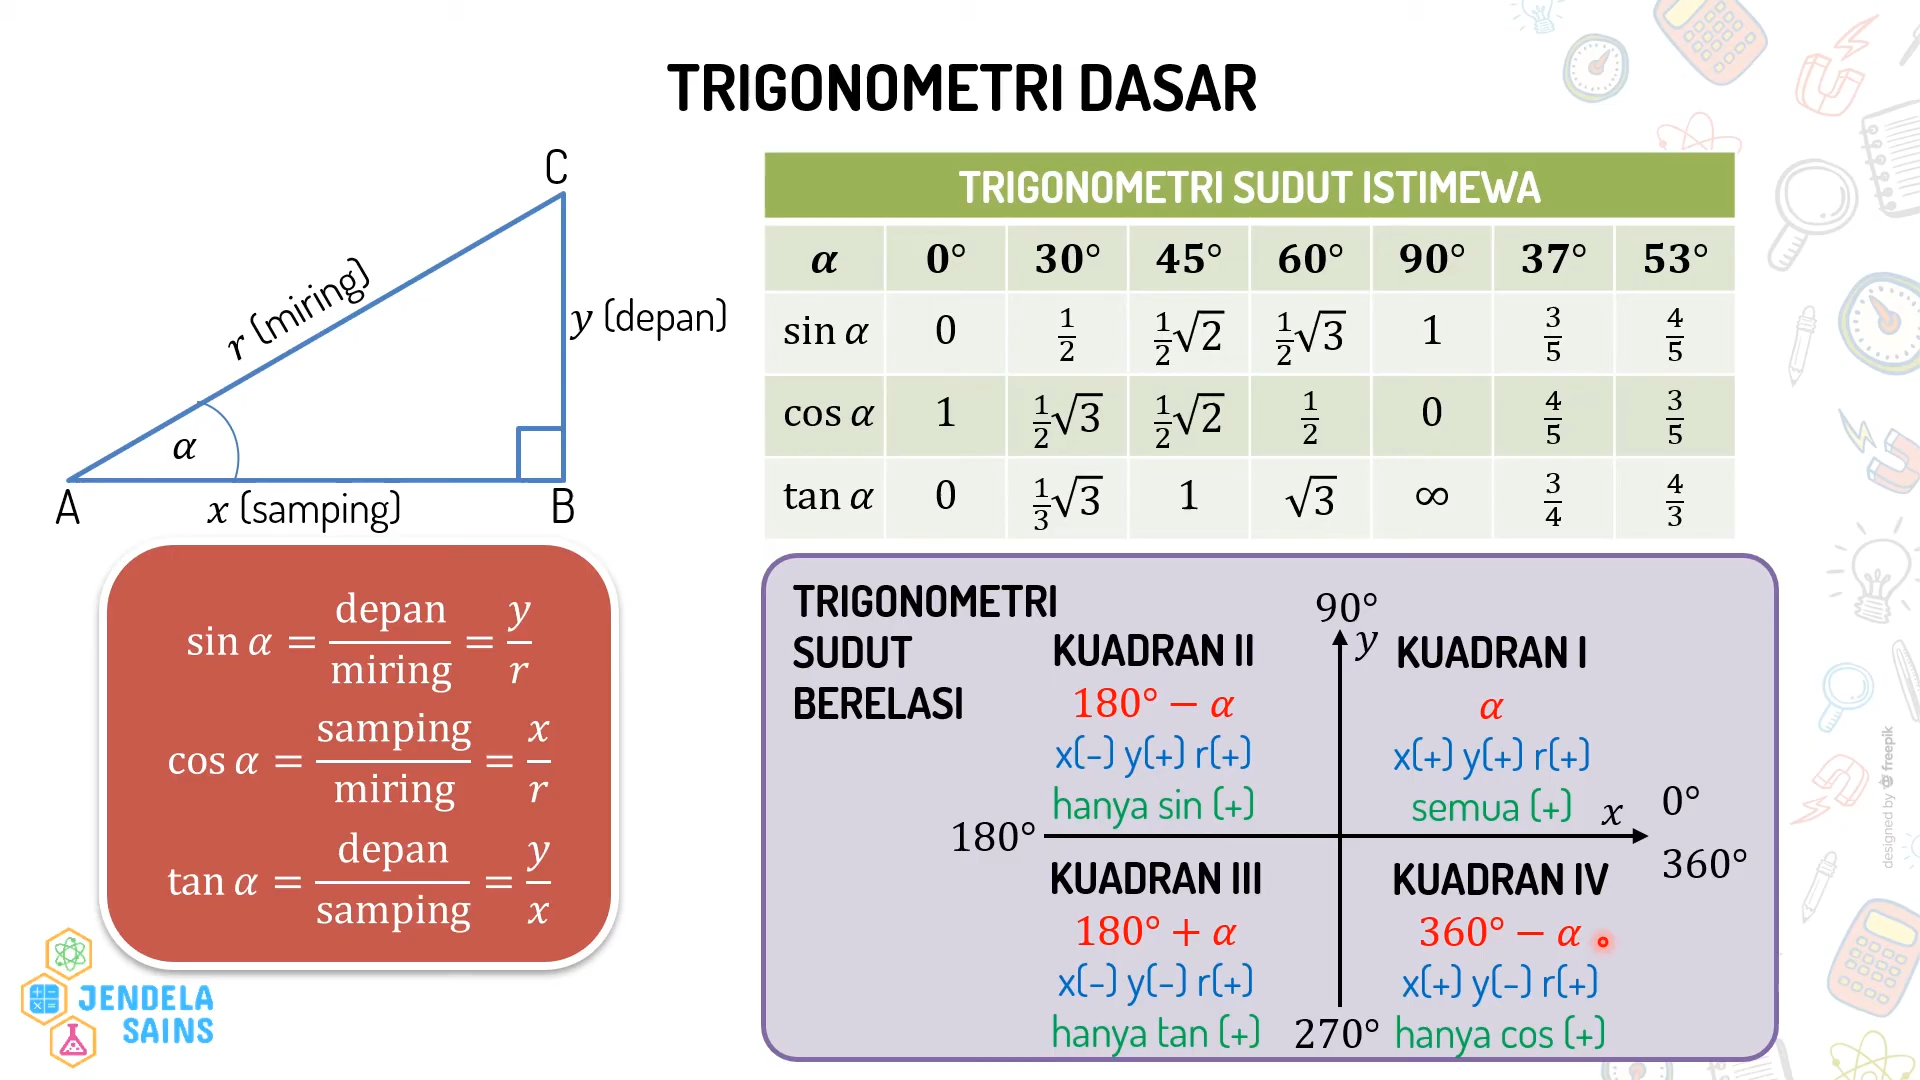 TRIGONOMETRI DASAR
C
r (miring)
y (depan)
α
A
x (samping)
B
sin α = depan/miring = y/r
cos α = samping/miring = x/r
tan α = depan/samping = y/x
JENDELA
SAINS
TRIGONOMETRI SUDUT ISTIMEWA
α 0° 30° 45° 60° 90° 37° 53°
sin α 0 1/2 1/2√2 1/2√3 1 3/5 4/5
cos α 1 1/2√3 1/2√2 1/2 0 4/5 3/5
tan α 0 1/3√3 1 √3 ∞ 3/4 4/3
TRIGONOMETRI
SUDUT
BERELASI
90°
y
KUADRAN II
180° − α
x(-) y(+) r(+)
hanya sin (+)
KUADRAN I
α
x(+) y(+) r(+)
semua (+)
x
0°
180°
360°
KUADRAN III
180° + α
x(-) y(-) r(+)
hanya tan (+)
270°
KUADRAN IV
360° − α
x(+) y(-) r(+)
hanya cos (+)
designed by freepik